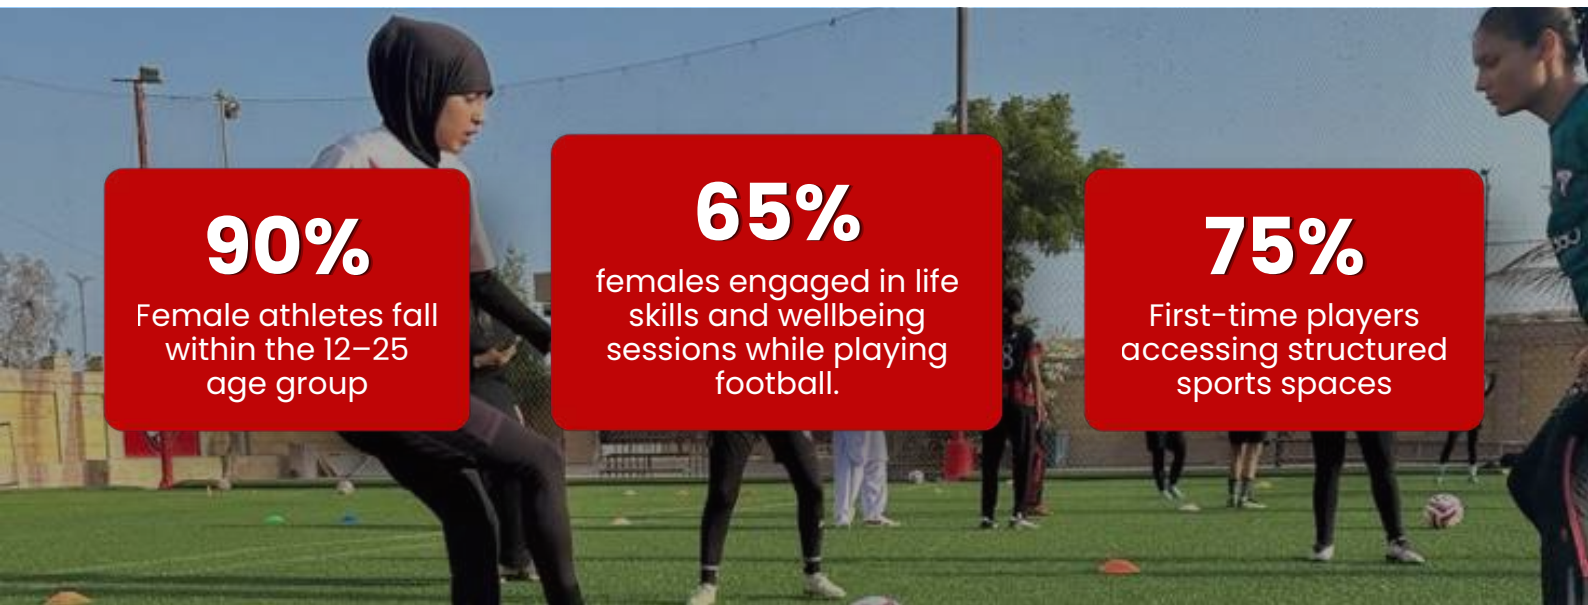 90%
Female athletes fall
within the 12–25
age group
65%
females engaged in life
skills and wellbeing
sessions while playing
football.
75%
First-time players
accessing structured
sports spaces